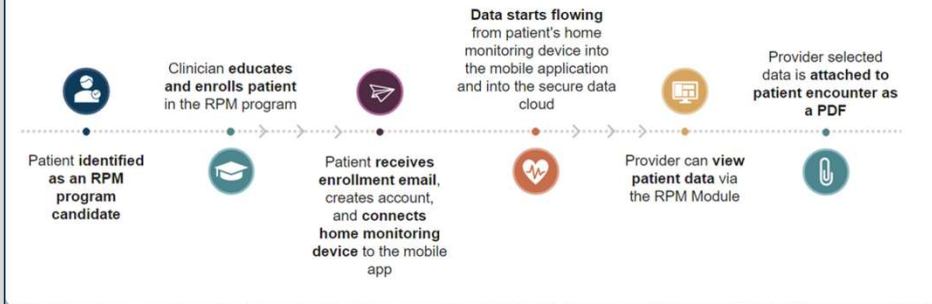 Patient identified
as an RPM
program
candidate
Clinician educates
and enrolls patient
in the RPM program
Patient receives
enrollment email,
creates account,
and connects
home monitoring
device to the mobile
app
Data starts flowing
from patient's home
monitoring device into
the mobile application
and into the secure data
cloud
Provider can view
patient data via
the RPM Module
Provider selected
data is attached to
patient encounter as
a PDF